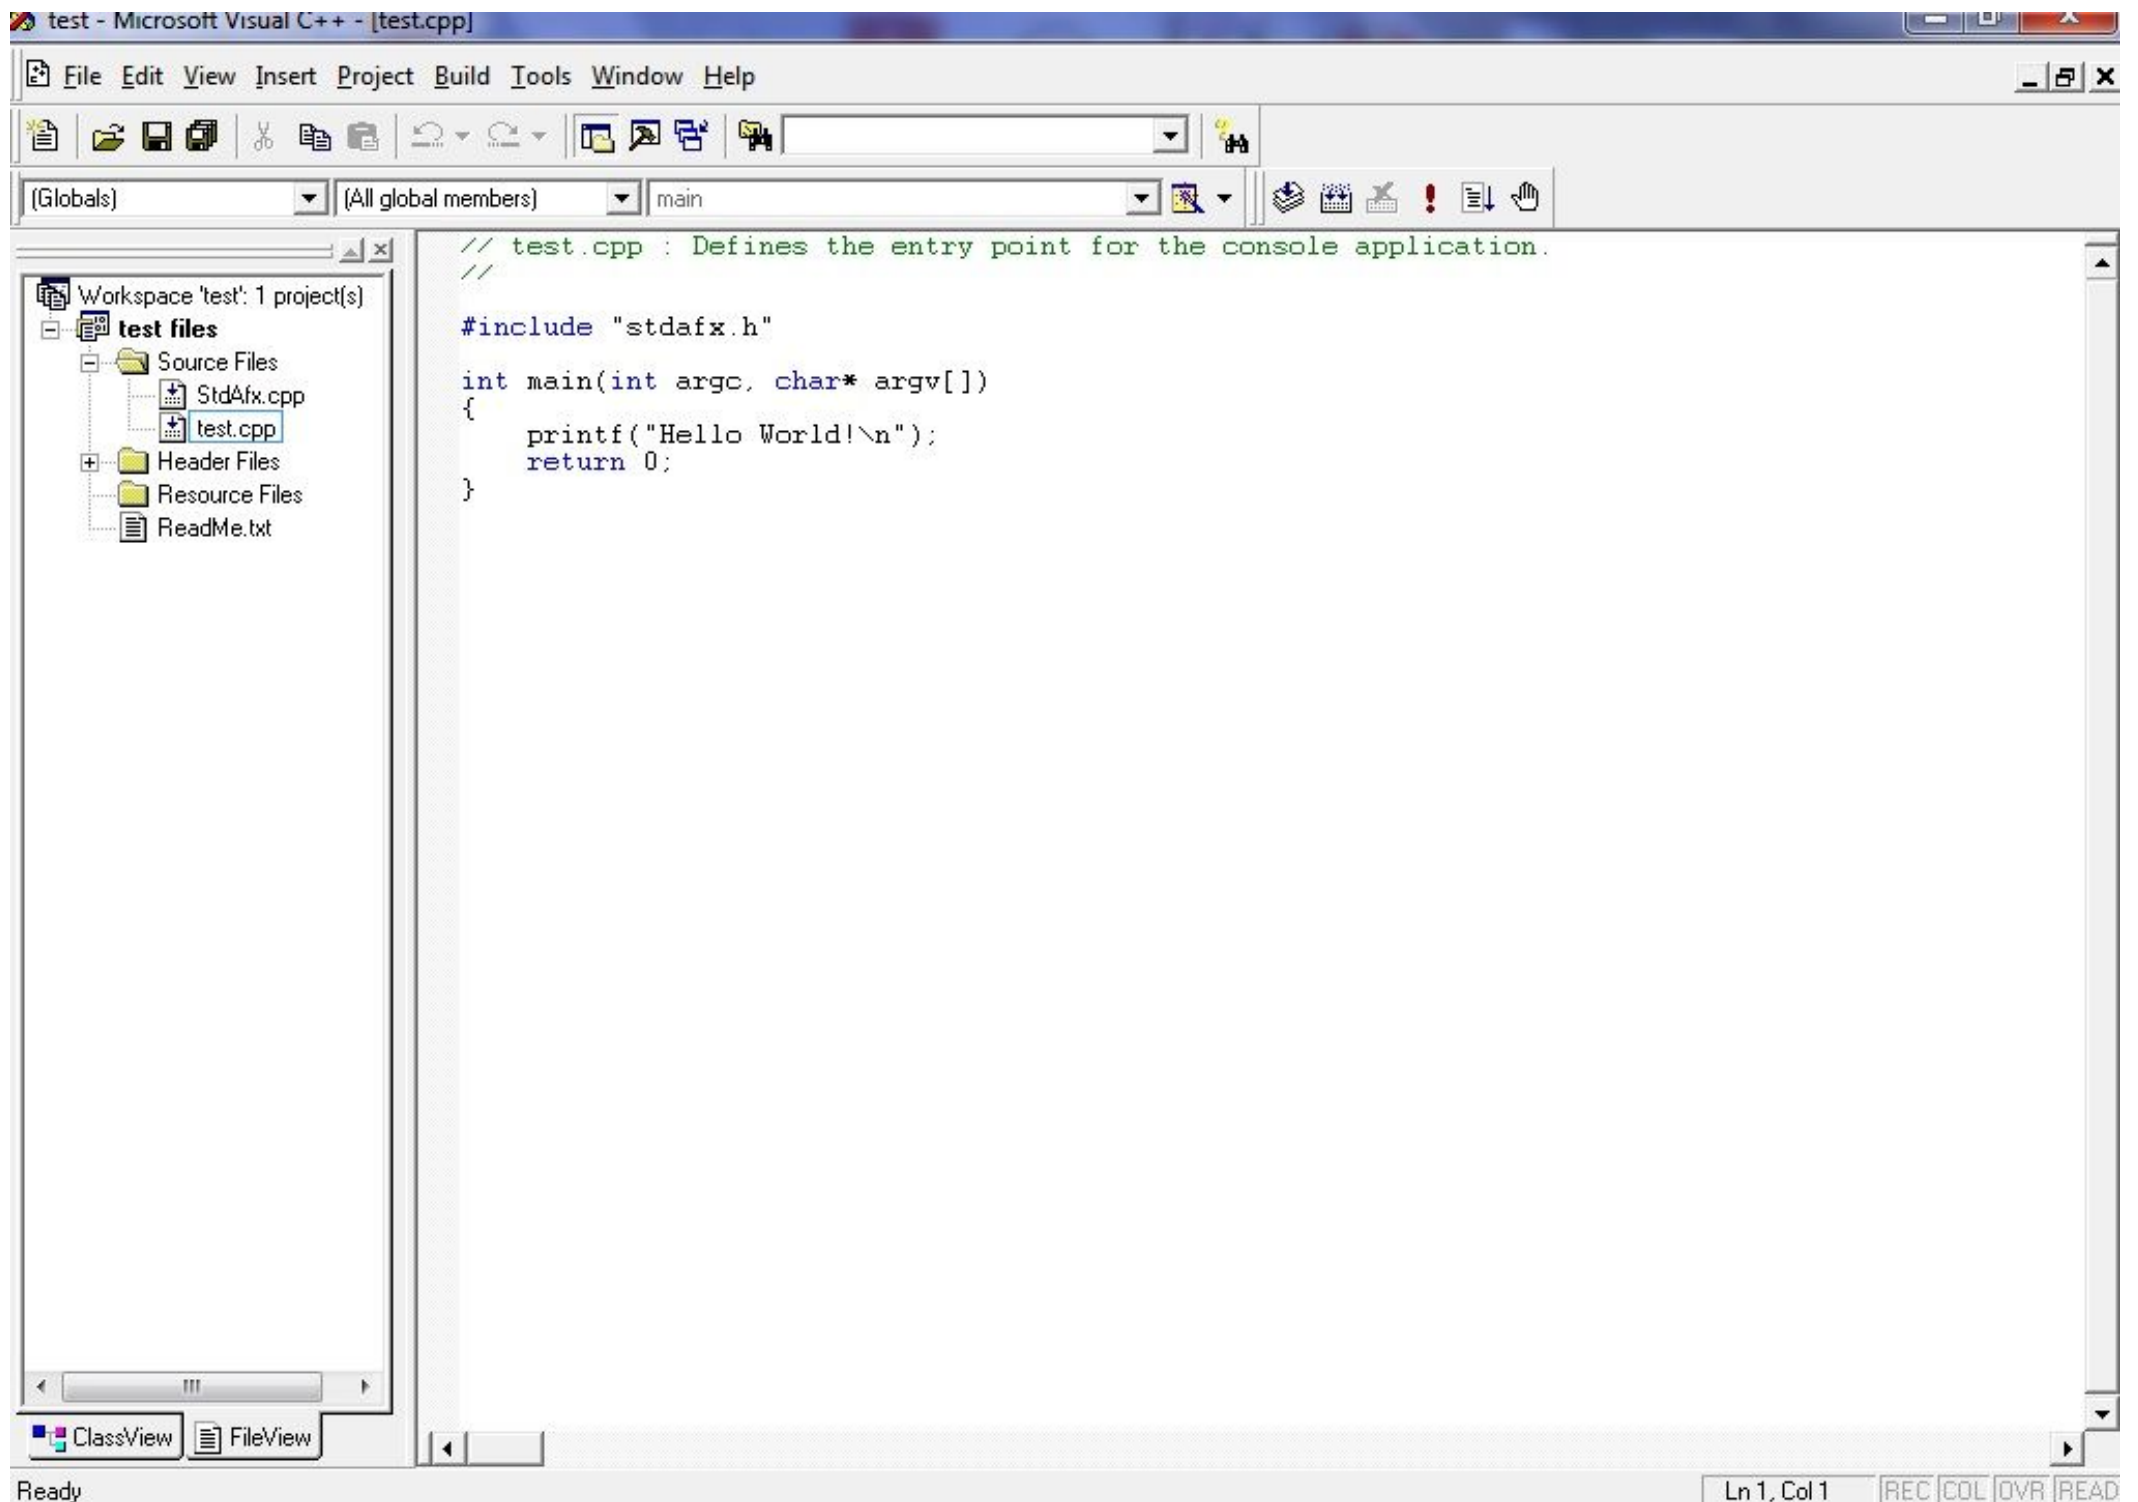 test - Microsoft Visual C++ - [test.cpp]
File Edit View Insert Project Build Tools Window Help
(Globals) (All global members) main
Workspace 'test': 1 project(s)
test files
Source Files
StdAfx.cpp
test.cpp
Header Files
Resource Files
ReadMe.txt
ClassView FileView
// test.cpp : Defines the entry point for the console application.
//
#include "stdafx.h"
int main(int argc, char* argv[])
{
    printf("Hello World!\n");
    return 0;
}
Ready Ln 1, Col 1 REC COL OVR READ